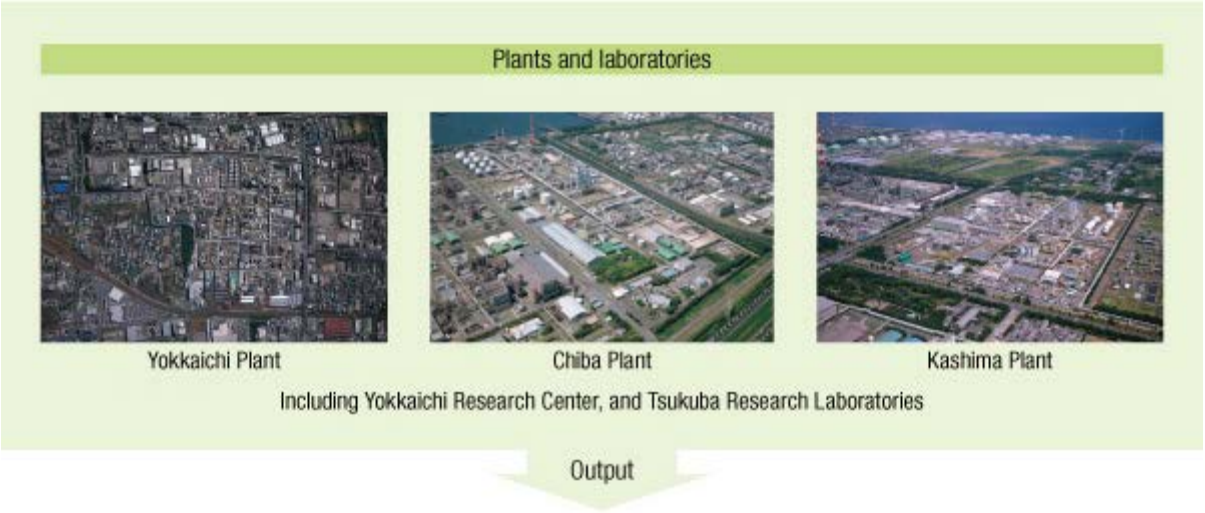 Plants and laboratories
Yokkaichi Plant
Chiba Plant
Kashima Plant
Including Yokkaichi Research Center, and Tsukuba Research Laboratories
Output